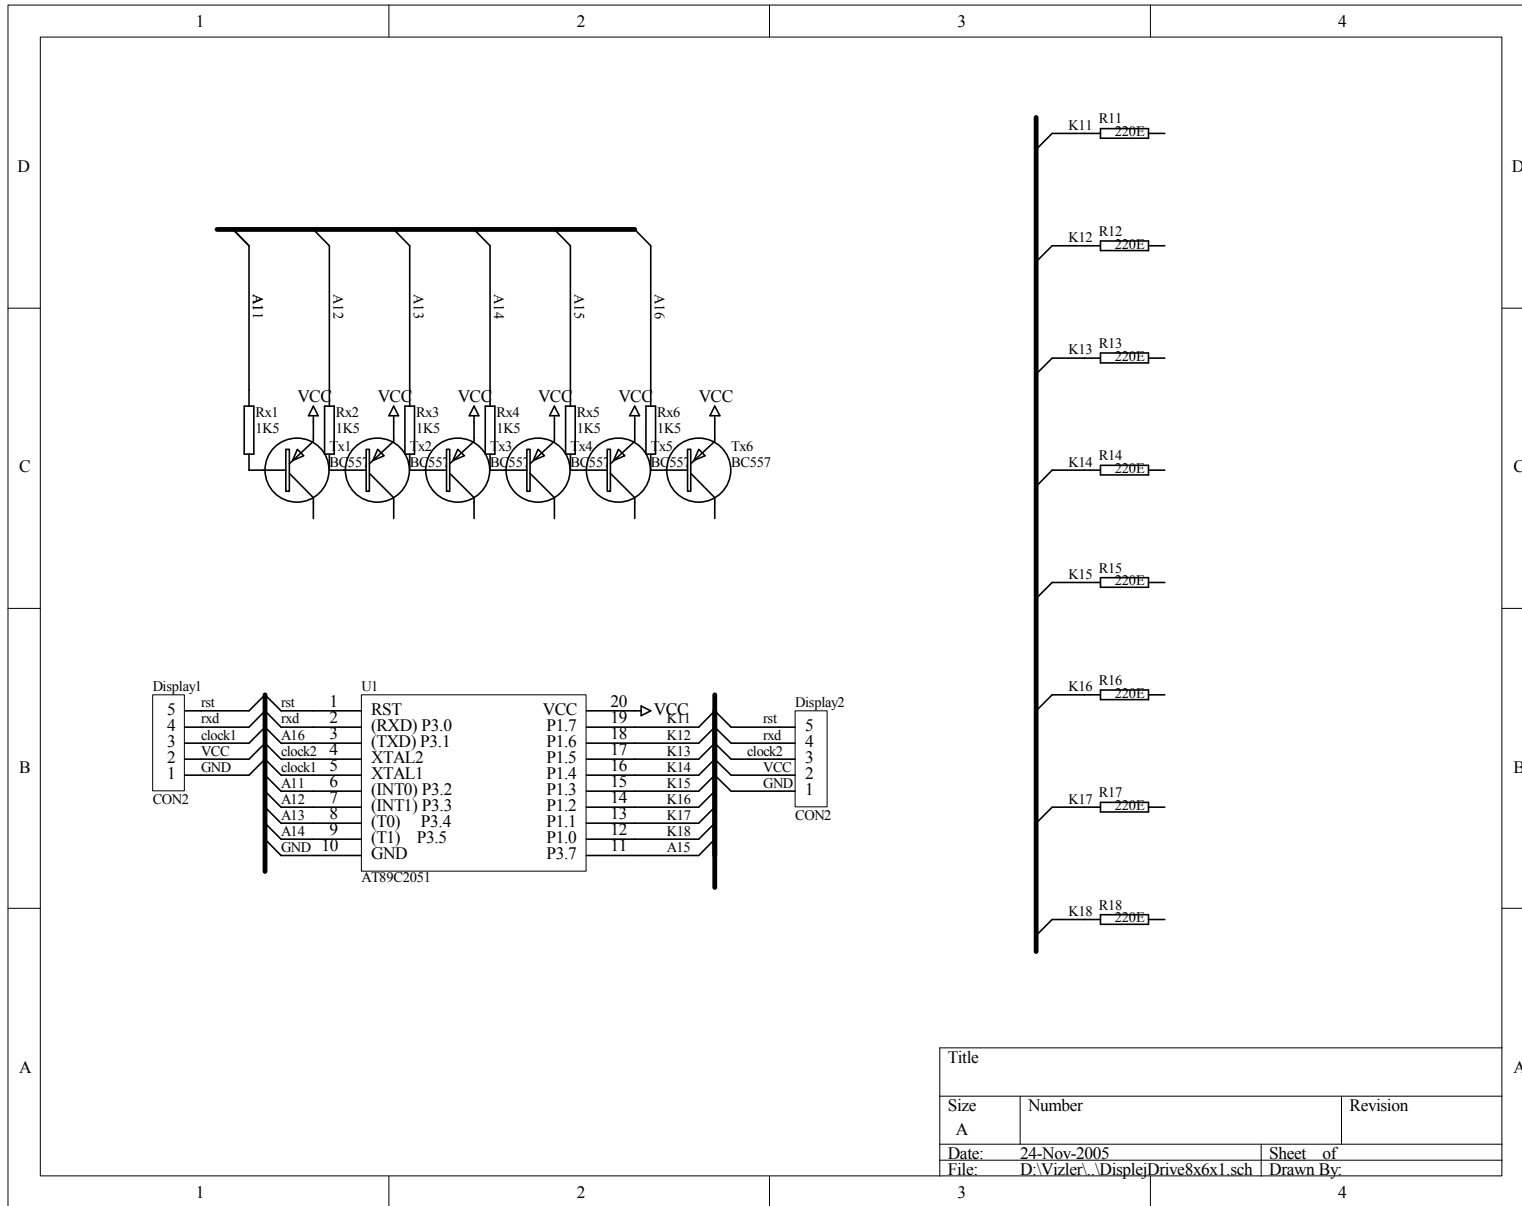 1 2 3 4
D D
C C
B B
A A
A11
A12
A13
A14
A15
A16
VCC VCC VCC VCC VCC VCC
Rx1
1K5
Rx2
1K5
Rx3
1K5
Rx4
1K5
Rx5
1K5
Rx6
1K5
Tx1
BC557
Tx2
BC557
Tx3
BC557
Tx4
BC557
Tx5
BC557
Tx6
BC557
K11 R11
220E
K12 R12
220E
K13 R13
220E
K14 R14
220E
K15 R15
220E
K16 R16
220E
K17 R17
220E
K18 R18
220E
Display1
5 rst
4 rxd
3 clock1
2 VCC
1 GND
CON2
U1
rst 1 RST
rxd 2 (RXD) P3.0
A16 3 (TXD) P3.1
clock2 4 XTAL2
clock1 5 XTAL1
A11 6 (INT0) P3.2
A12 7 (INT1) P3.3
A13 8 (T0) P3.4
A14 9 (T1) P3.5
GND 10 GND
VCC 20 VCC
P1.7 19 K11
P1.6 18 K12
P1.5 17 K13
P1.4 16 K14
P1.3 15 K15
P1.2 14 K16
P1.1 13 K17
P1.0 12 K18
P3.7 11 A15
AT89C2051
Display2
rst 5
rxd 4
clock2 3
VCC 2
GND 1
CON2
Title
Size Number Revision
A
Date: 24-Nov-2005 Sheet of
File: D:\Vizler\..\DisplejDrive8x6x1.sch Drawn By:
1 2 3 4